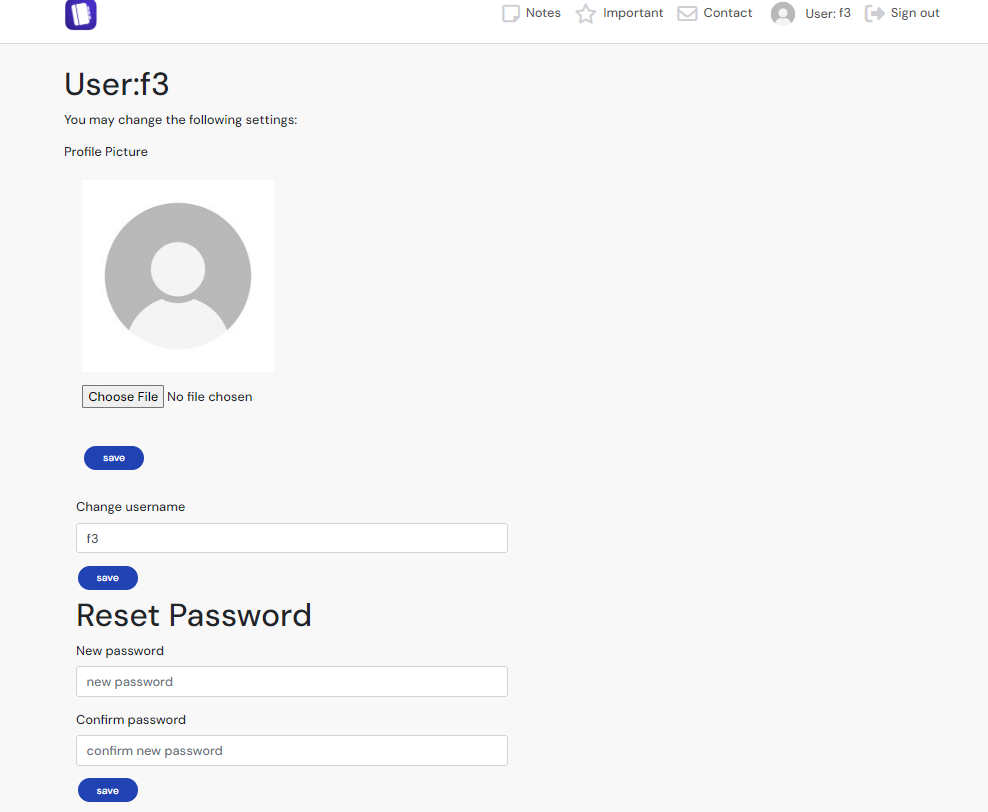 Notes Important Contact User: f3 Sign out
User:f3
You may change the following settings:
Profile Picture
Choose File No file chosen
save
Change username
f3
save
Reset Password
New password
new password
Confirm password
confirm new password
save